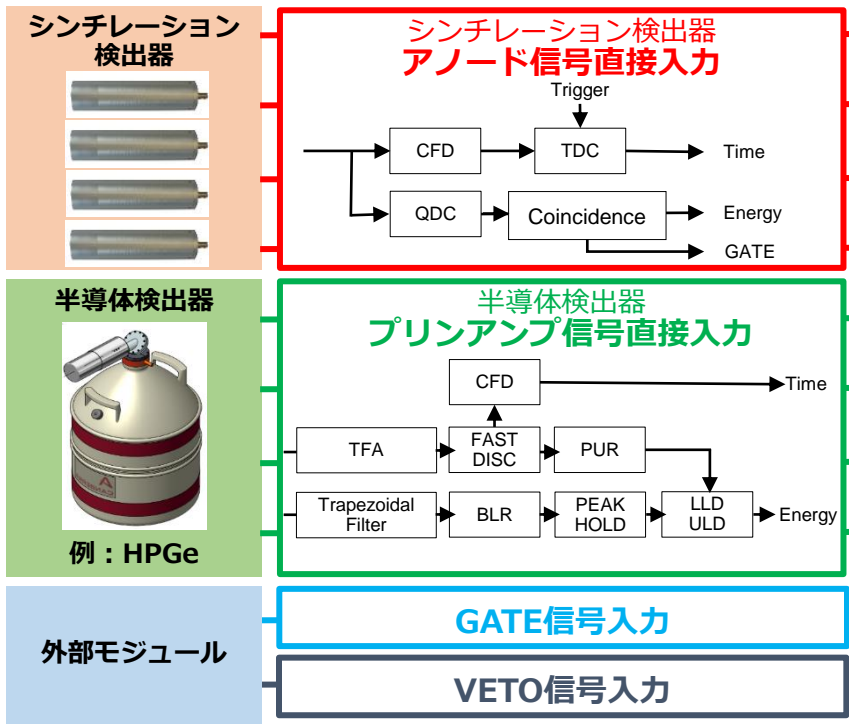 シンチレーション
検出器
シンチレーション検出器
アノード信号直接入力
Trigger
CFD
TDC
Time
QDC
Coincidence
Energy
GATE
半導体検出器
例：HPGe
半導体検出器
プリンアンプ信号直接入力
CFD
Time
TFA
FAST
DISC
PUR
Trapezoidal
Filter
BLR
PEAK
HOLD
LLD
ULD
Energy
外部モジュール
GATE信号入力
VETO信号入力